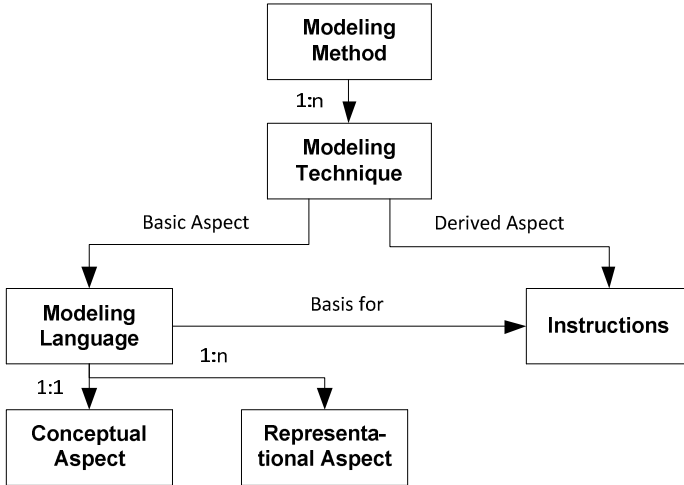 Modeling
Method
1:n
Modeling
Technique
Basic Aspect
Derived Aspect
Modeling
Language
Basis for
Instructions
1:n
1:1
Conceptual
Aspect
Representa-
tional Aspect